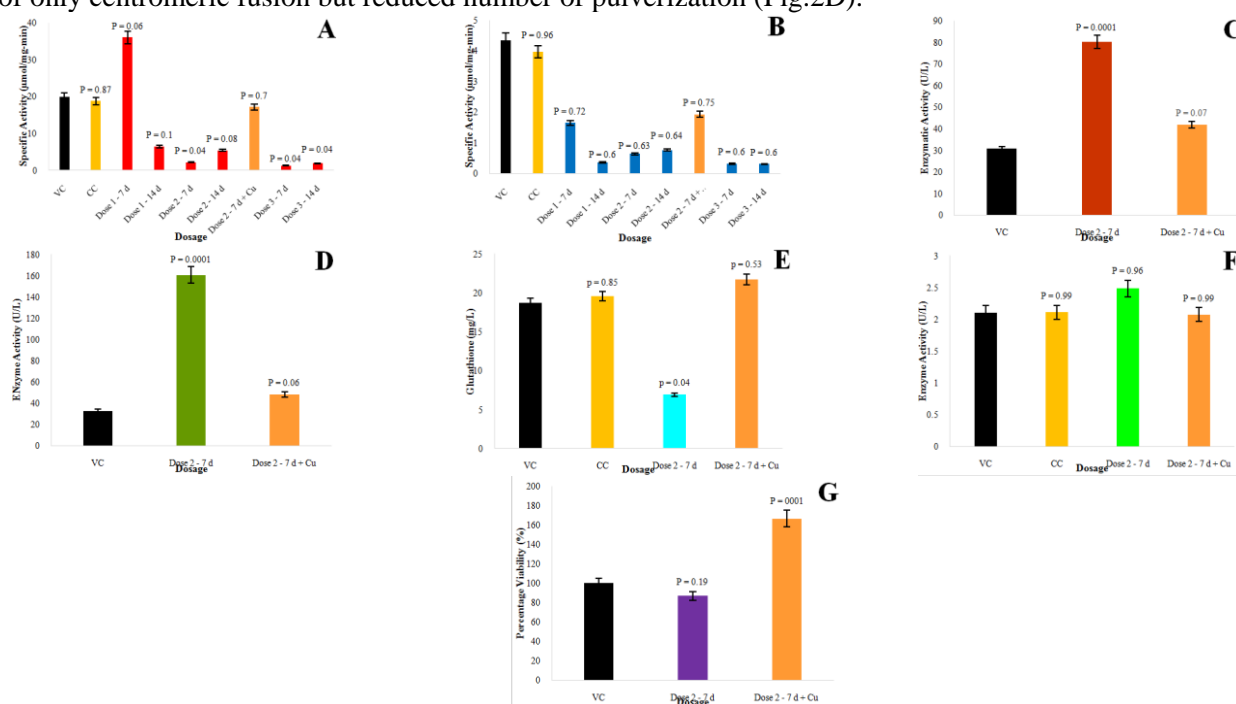 of only centromeric fusion but reduced number of pulverization (Fig.2D).
A
Specific Activity (µmol/mg-min)
40
30
20
10
0
P = 0.87
P = 0.06
P = 0.1
P = 0.04
P = 0.08
P = 0.7
P = 0.04
P = 0.04
VC
CC
Dose 1 - 7 d
Dose 1 - 14 d
Dose 2 - 7 d
Dose 2 - 14 d
Dose 2 - 7 d + Cu
Dose 3 - 7 d
Dose 3 - 14 d
Dosage
B
Specific Activity (µmol/mg-min)
5
4
3
2
1
0
P = 0.96
P = 0.72
P = 0.6
P = 0.63
P = 0.64
P = 0.75
P = 0.6
P = 0.6
VC
CC
Dose 1 - 7 d
Dose 1 - 14 d
Dose 2 - 7 d
Dose 2 - 14 d
Dose 2 - 7 d +...
Dose 3 - 7 d
Dose 3 - 14 d
Dosage
C
Enzymatic Activity (U/L)
90
80
70
60
50
40
30
20
10
0
P = 0.0001
P = 0.07
VC
Dose 2 - 7 d
Dose 2 - 7 d + Cu
Dosage
D
ENzyme Activity (U/L)
180
160
140
120
100
80
60
40
20
0
P = 0.0001
P = 0.06
VC
Dose 2 - 7 d
Dose 2 - 7 d + Cu
Dosage
E
Glutathione (mg/L)
25
20
15
10
5
0
P = 0.85
p = 0.04
p = 0.53
VC
CC
Dose 2 - 7 d
Dose 2 - 7 d + Cu
Dosage
F
Enzyme Activity (U/L)
3
2.5
2
1.5
1
0.5
0
P = 0.99
P = 0.96
P = 0.99
VC
CC
Dose 2 - 7 d
Dose 2 - 7 d + Cu
Dosage
G
Percentage Viability (%)
200
180
160
140
120
100
80
60
40
20
0
P = 0.19
P = 0001
VC
Dose 2 - 7 d
Dose 2 - 7 d + Cu
Dosage